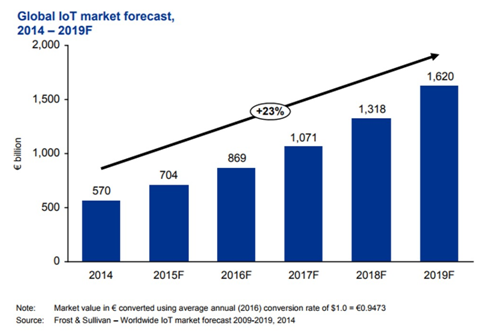 Global IoT market forecast,
2014 – 2019F
2,000
1,500
1,000
500
0
€ billion
570
704
869
1,071
1,318
1,620
+23%
2014 2015F 2016F 2017F 2018F 2019F
Note: Market value in € converted using average annual (2016) conversion rate of $1.0 = €0.9473
Source: Frost & Sullivan – Worldwide IoT market forecast 2009-2019, 2014